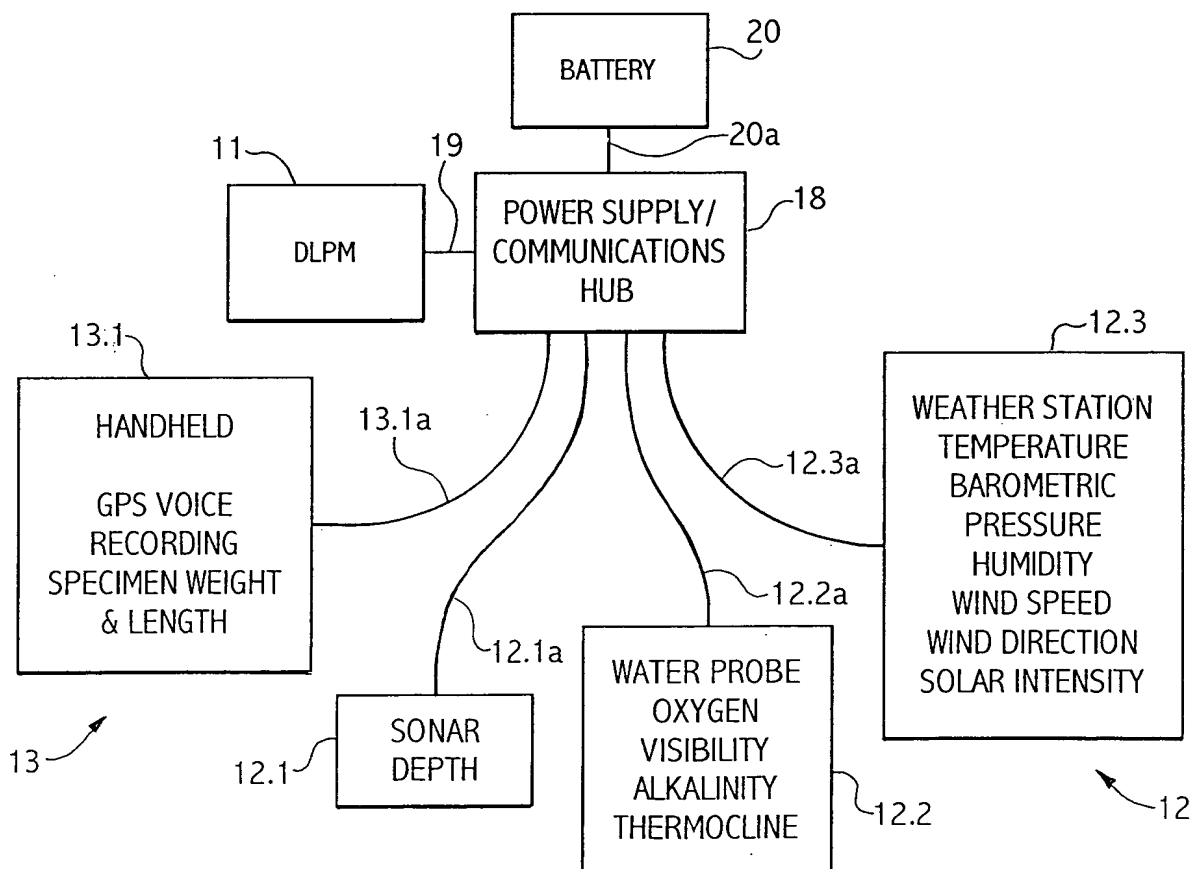 20
BATTERY
20a
11
19
18
DLPM
POWER SUPPLY/
COMMUNICATIONS
HUB
13.1
12.3
HANDHELD
GPS VOICE
RECORDING
SPECIMEN WEIGHT
& LENGTH
13.1a
12.3a
WEATHER STATION
TEMPERATURE
BAROMETRIC
PRESSURE
HUMIDITY
WIND SPEED
WIND DIRECTION
SOLAR INTENSITY
12.2a
12.1a
13
12.1
SONAR
DEPTH
WATER PROBE
OXYGEN
VISIBILITY
ALKALINITY
THERMOCLINE
12.2
12